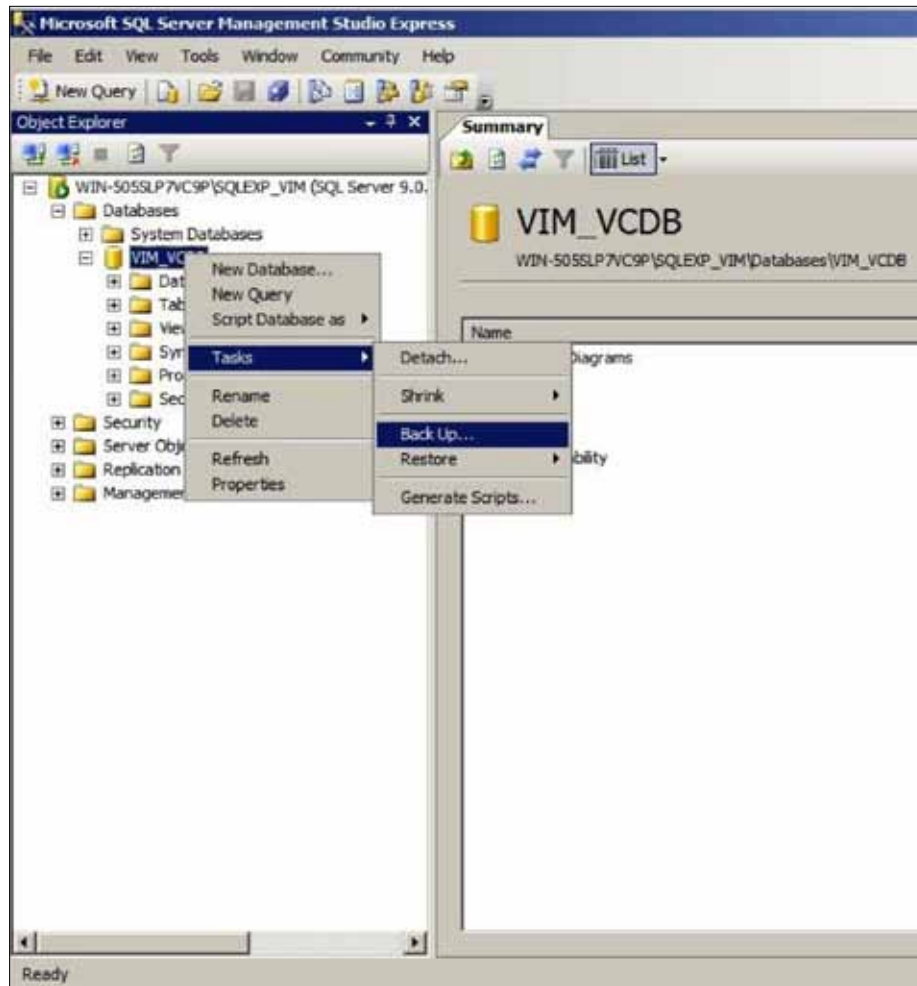 Microsoft SQL Server Management Studio Express
File Edit View Tools Window Community Help
New Query
Object Explorer
Summary
List
WIN-505SLP7VC9P\SQLEXP_VIM (SQL Server 9.0.
Databases
System Databases
VIM_VC
Dat
Tab
Vie
Syn
Pro
Sec
Security
Server Obj
Replication
Managemen
New Database...
New Query
Script Database as
Tasks
Rename
Delete
Refresh
Properties
Detach...
Shrink
Back Up...
Restore
Generate Scripts...
VIM_VCDB
WIN-505SLP7VC9P\SQLEXP_VIM\Databases\VIM_VCDB
Name
Diagrams
bility
Ready